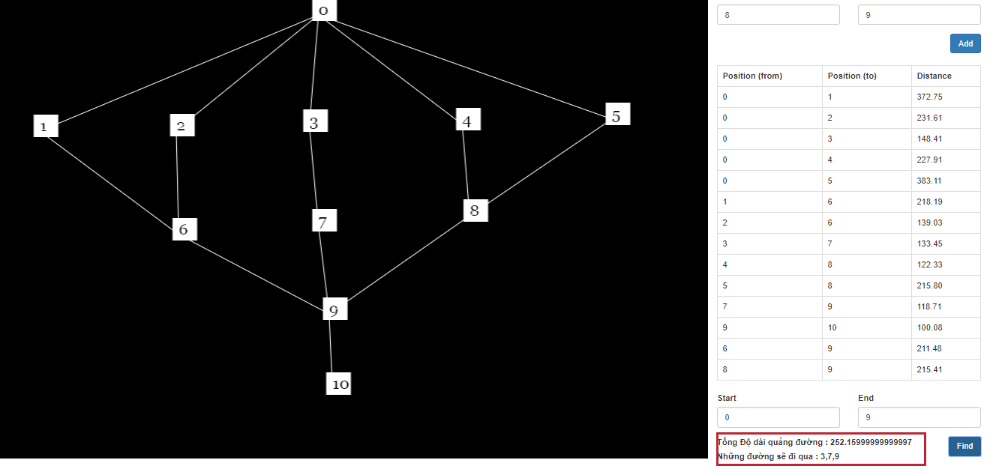 0
1
2
3
4
5
6
7
8
9
10
8 9
Add
Position (from) Position (to) Distance
0 1 372.75
0 2 231.61
0 3 148.41
0 4 227.91
0 5 383.11
1 6 218.19
2 6 139.03
3 7 133.45
4 8 122.33
5 8 215.80
7 9 118.71
9 10 100.08
6 9 211.48
8 9 215.41
Start End
0 9
Tổng Độ dài quảng đường : 252.15999999999997
Những đường sẽ đi qua : 3,7,9
Find